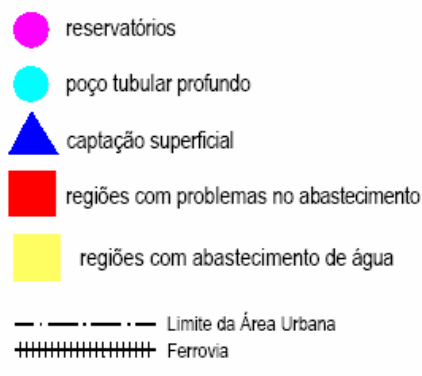 reservatórios
poço tubular profundo
captação superficial
regiões com problemas no abastecimento
regiões com abastecimento de água
Limite da Área Urbana
Ferrovia